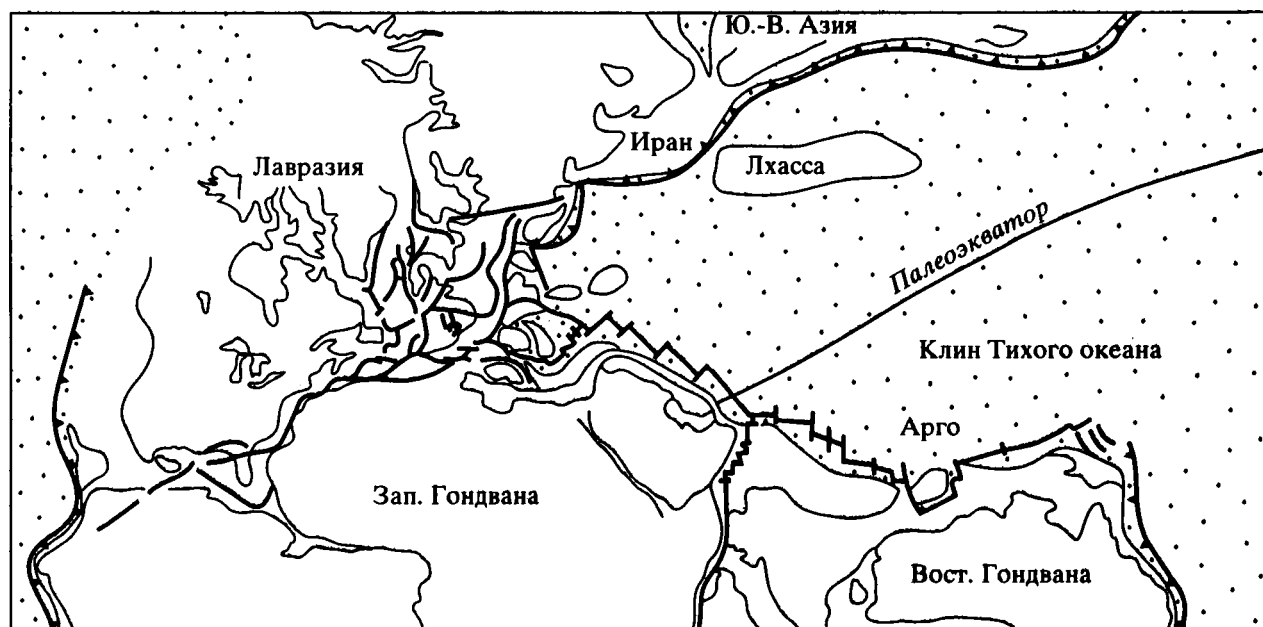 Ю.-В. Азия
Иран
Лхасса
Лавразия
Палеоэкватор
Клин Тихого океана
Арго
Зап. Гондвана
Вост. Гондвана